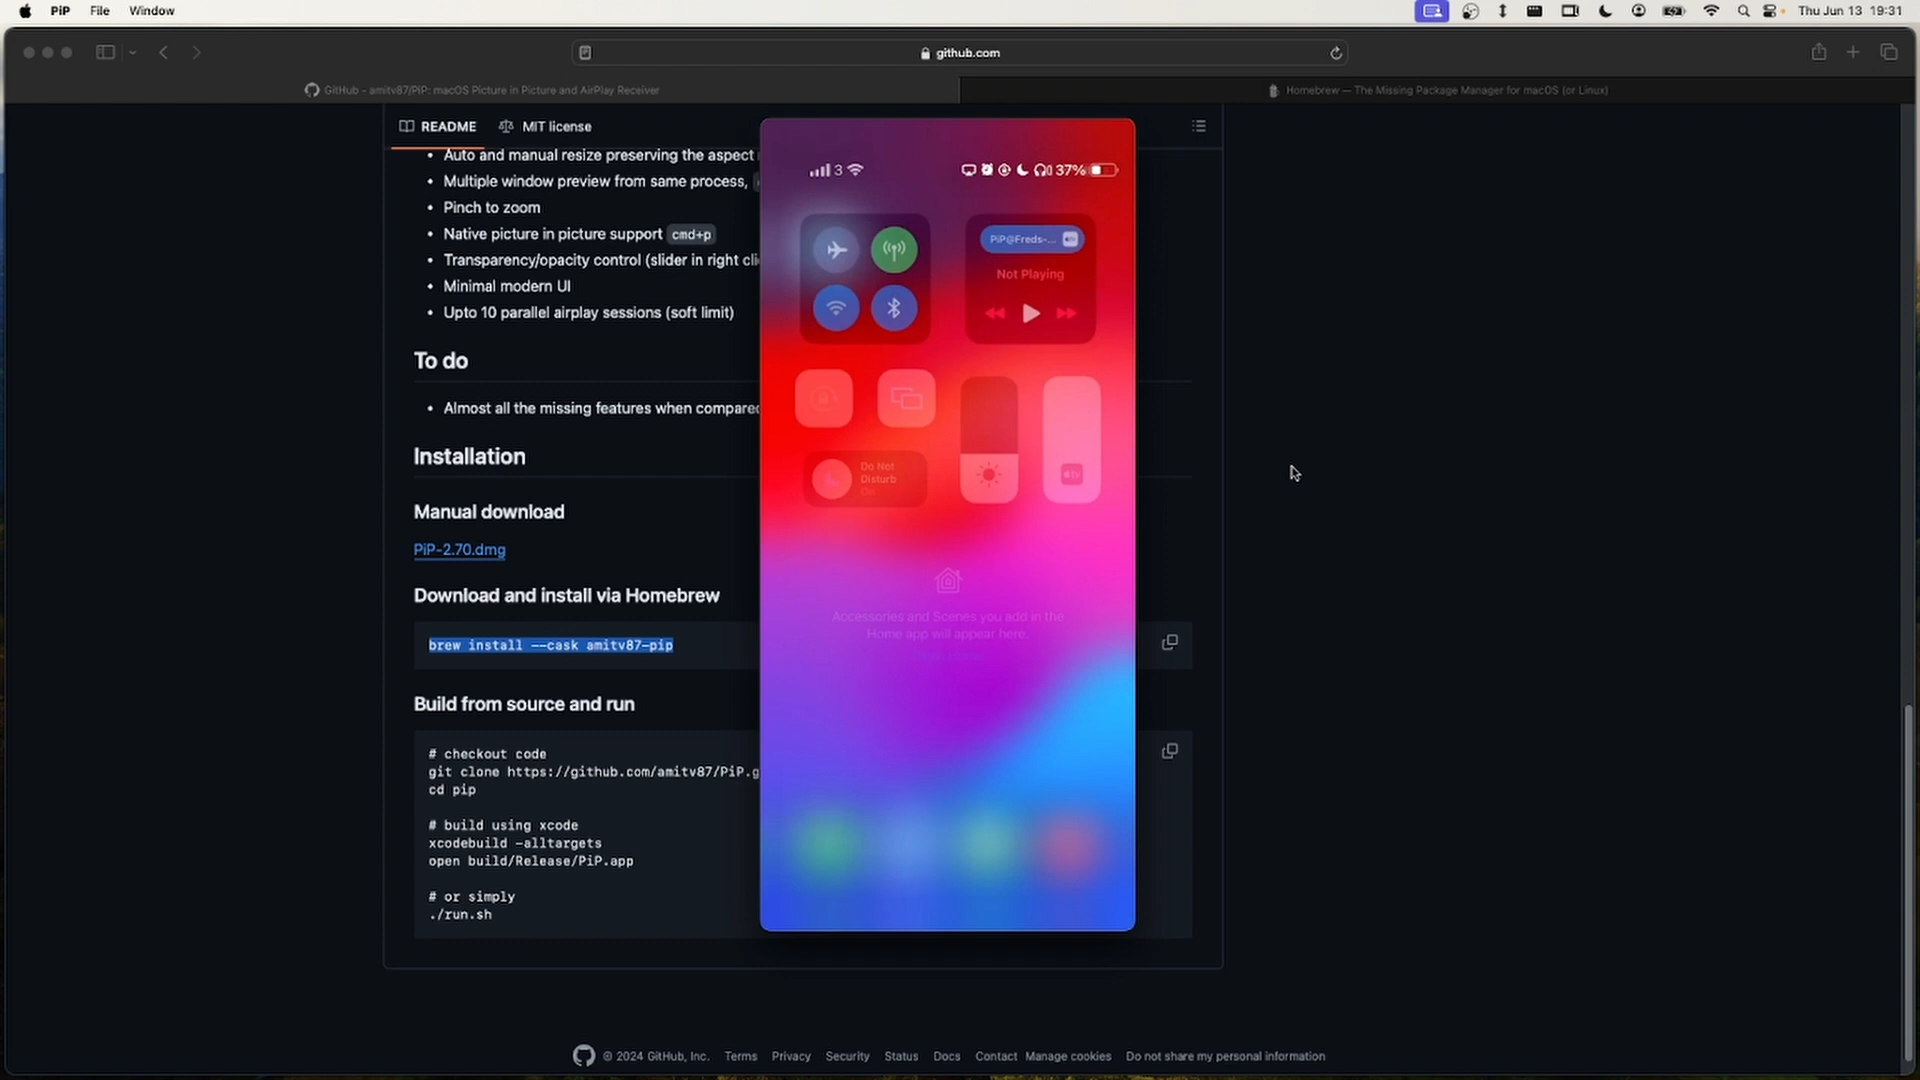 PiP File Window
Thu Jun 13 19:31
github.com
GitHub - amitv87/PiP: macOS Picture in Picture and AirPlay Receiver
Homebrew — The Missing Package Manager for macOS (or Linux)
README
MIT license
• Auto and manual resize preserving the aspect
• Multiple window preview from same process,
• Pinch to zoom
• Native picture in picture support cmd+p
• Transparency/opacity control (slider in right cli
• Minimal modern UI
• Upto 10 parallel airplay sessions (soft limit)
To do
• Almost all the missing features when compared
Installation
Manual download
PiP-2.70.dmg
Download and install via Homebrew
brew install --cask amitv87-pip
Build from source and run
# checkout code
git clone https://github.com/amitv87/PiP.g
cd pip
# build using xcode
xcodebuild -alltargets
open build/Release/PiP.app
# or simply
./run.sh
3
37%
PiP@Freds-...
Not Playing
Do Not
Disturb
On
tv
Accessories and Scenes you add in the
Home app will appear here.
© 2024 GitHub, Inc. Terms Privacy Security Status Docs Contact Manage cookies Do not share my personal information